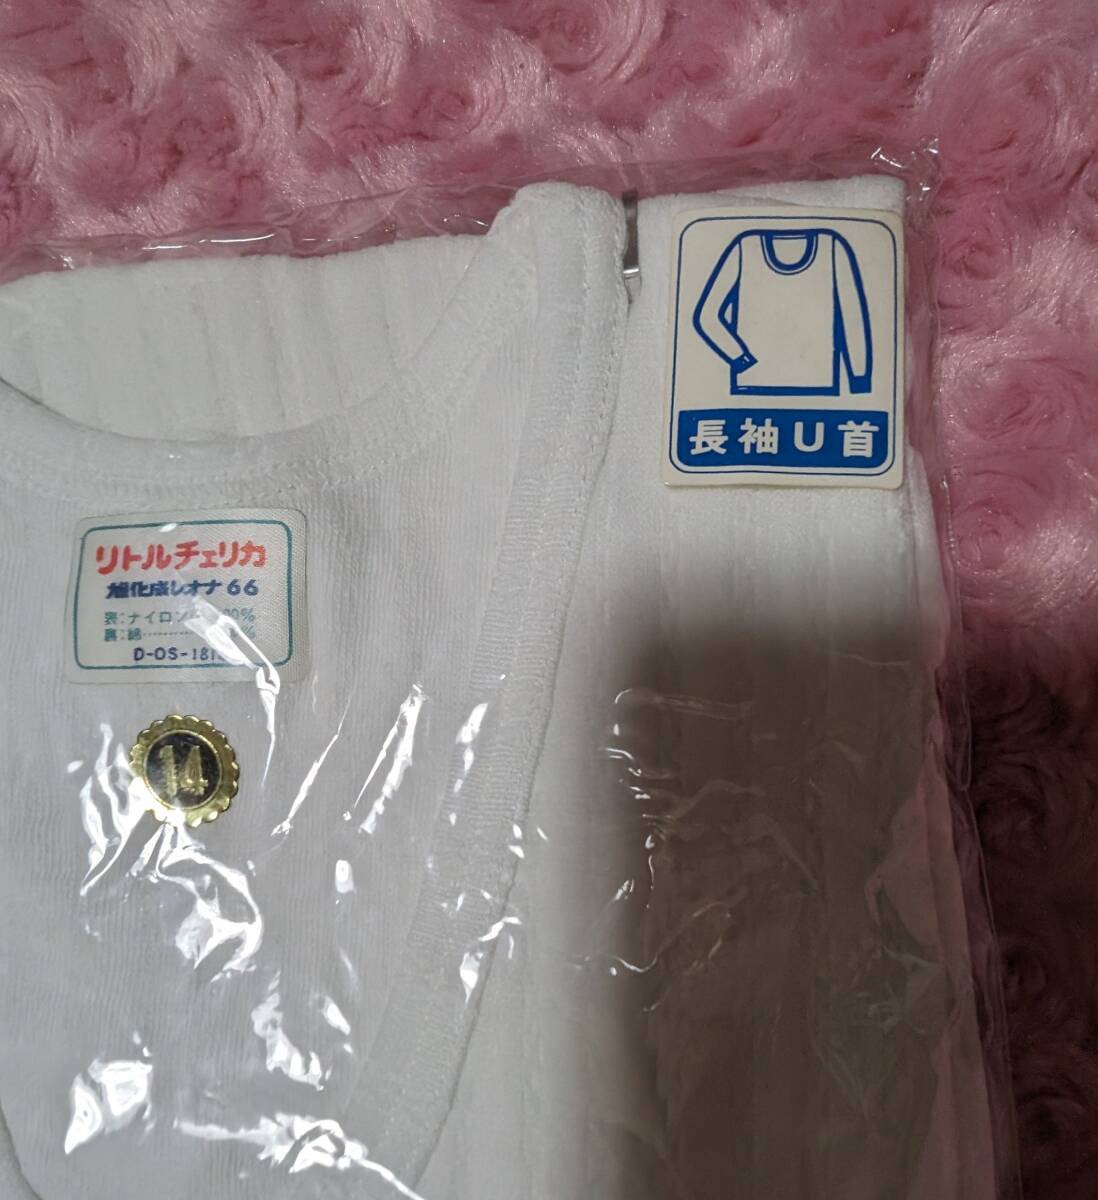 長袖U首
リトルチェリカ
旭化成レオナ66
表:ナイロン
裏:綿
D-OS-181
14